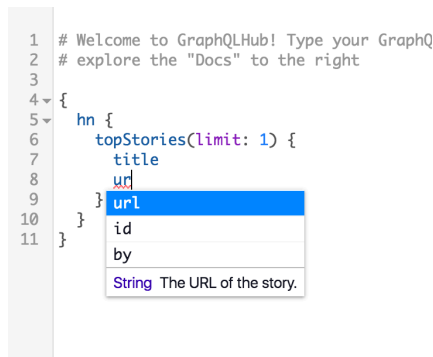 1 # Welcome to GraphQLHub! Type your GraphQ
2 # explore the "Docs" to the right
3
4 {
5 hn {
6 topStories(limit: 1) {
7 title
8 ur
9 }
url
10 }
id
11 }
by
String The URL of the story.